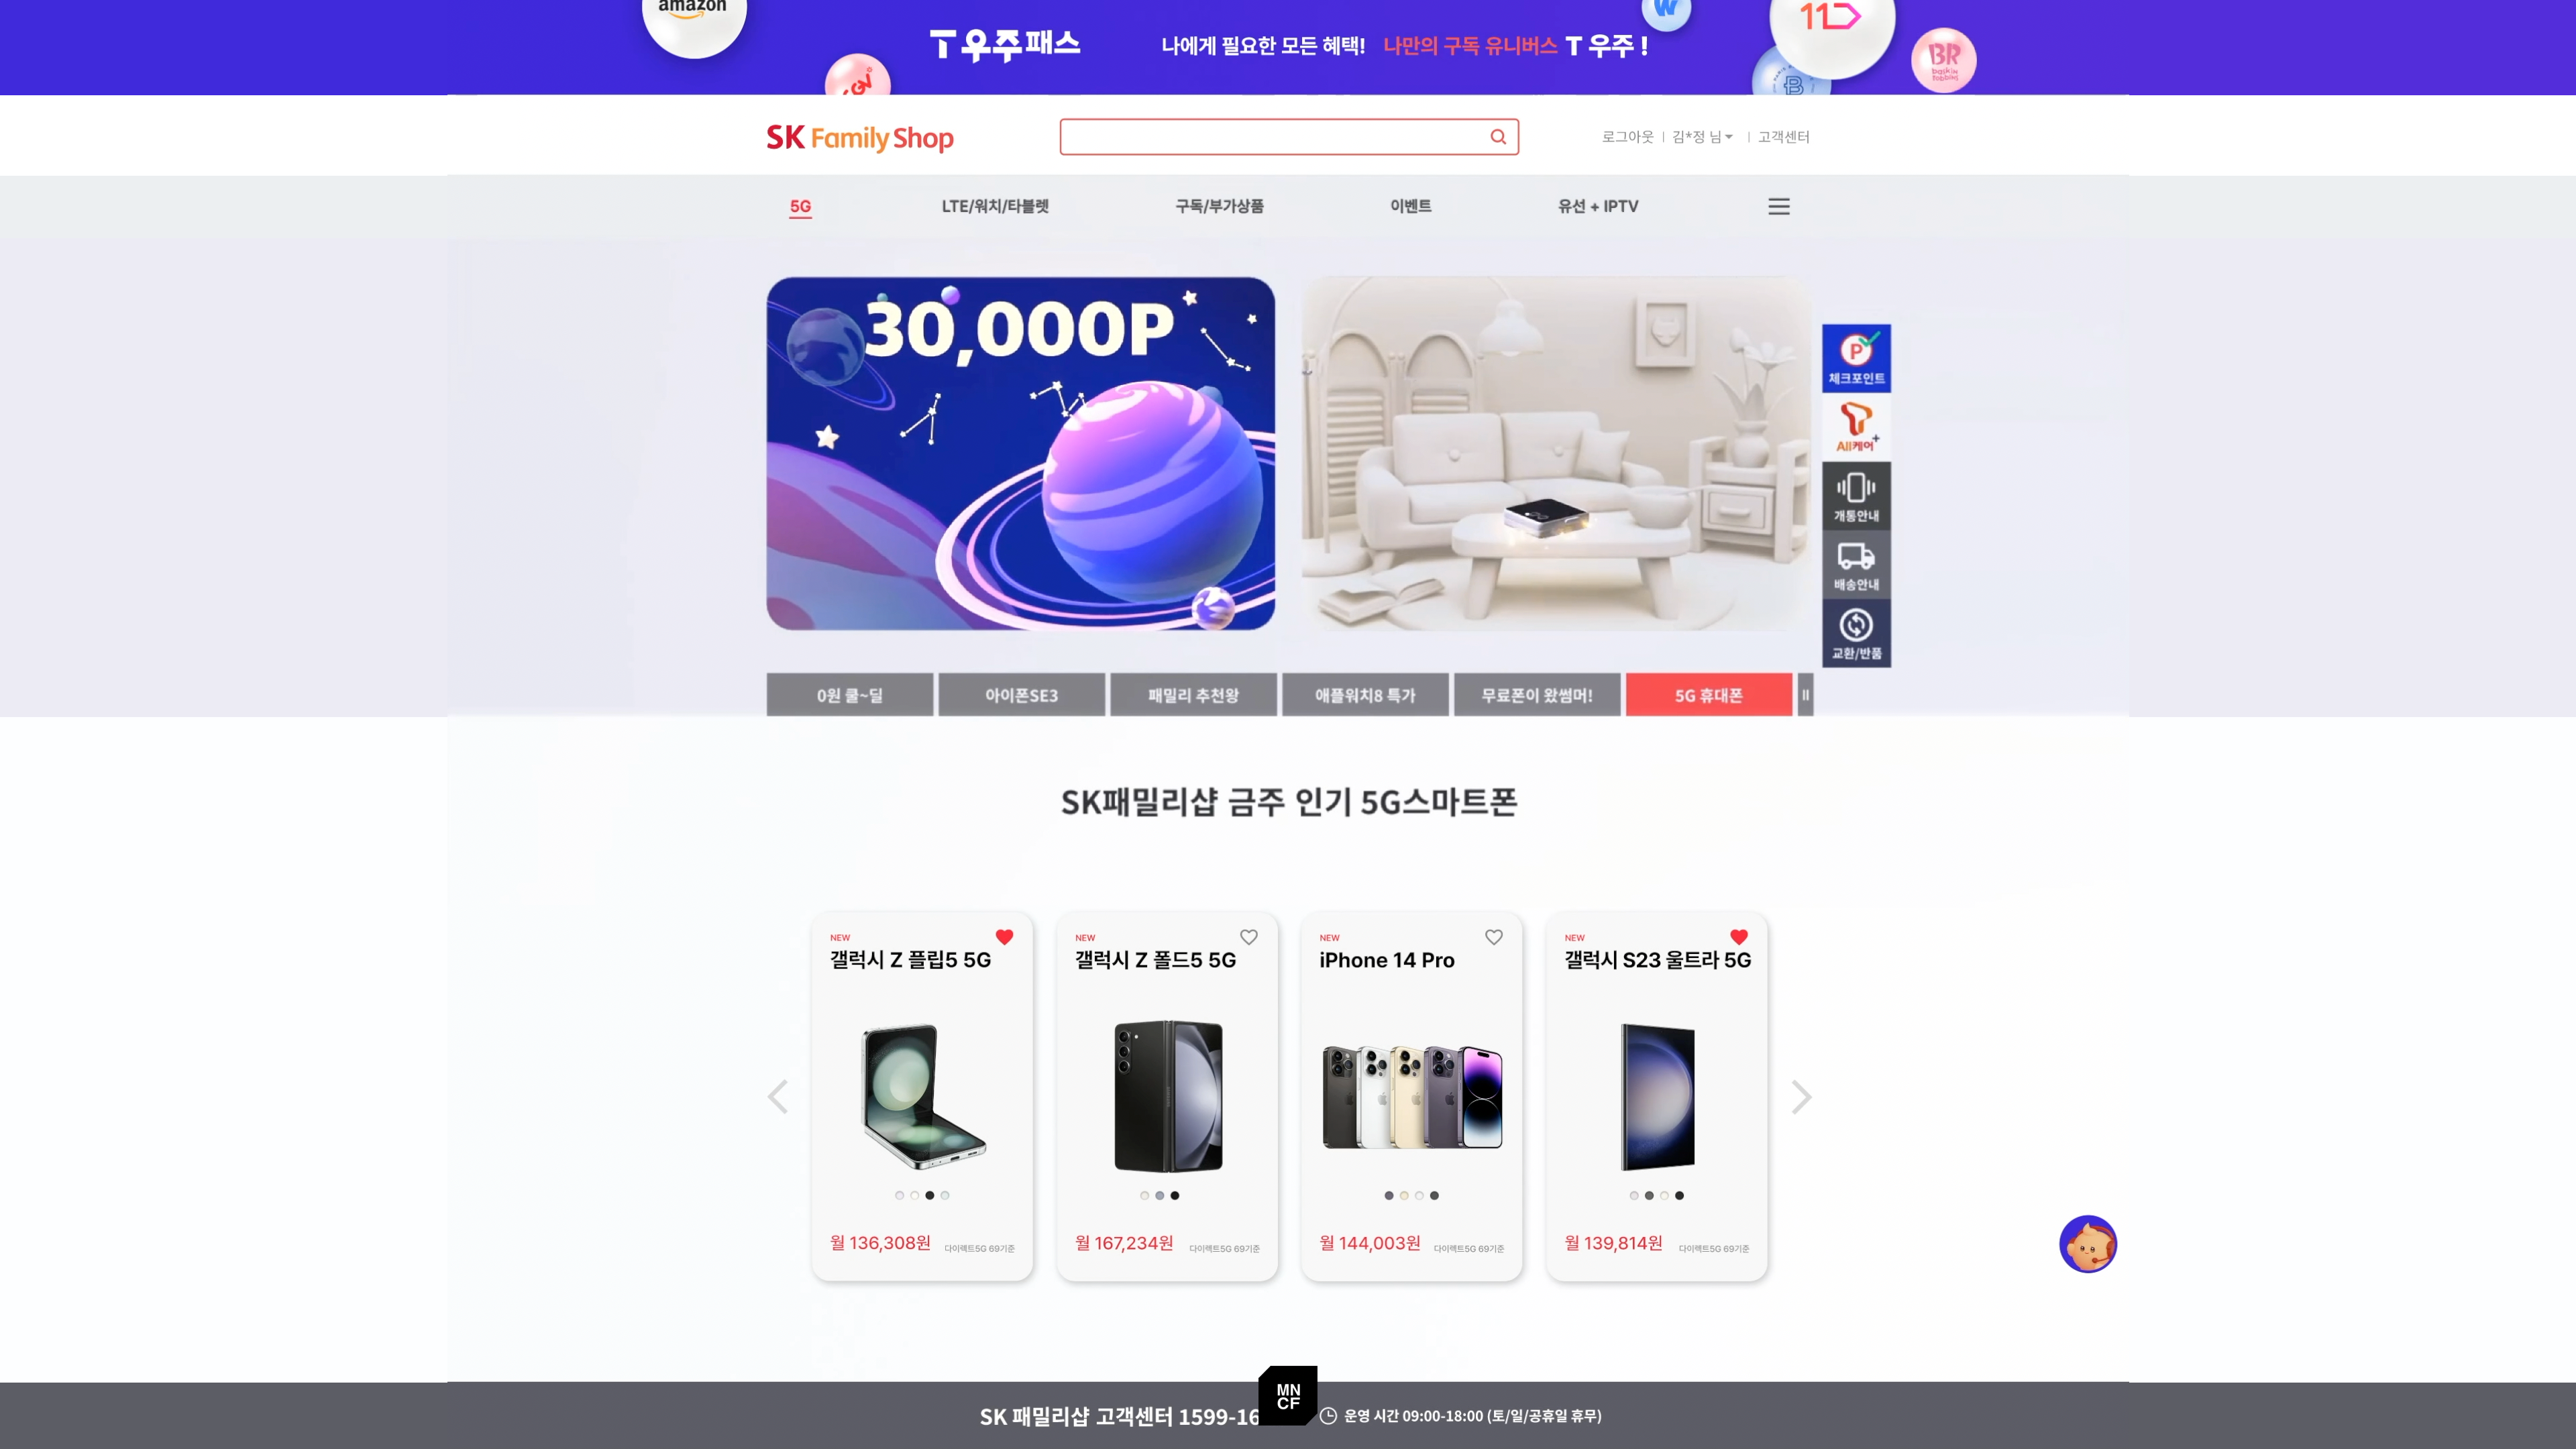 amazon
T 우주패스
나에게 필요한 모든 혜택! 나만의 구독 유니버스 T 우주 !
11
BR
baskin
robbins
SK Family Shop
로그아웃 | 김*정 님 | 고객센터
5G
LTE/워치/타블렛
구독/부가상품
이벤트
유선 + IPTV
30,000P
체크포인트
All케어+
개통안내
배송안내
교환/반품
0원 쿨~딜
아이폰SE3
패밀리 추천왕
애플워치8 특가
무료폰이 왔썸머!
5G 휴대폰
SK패밀리샵 금주 인기 5G스마트폰
NEW
갤럭시 Z 플립5 5G
월 136,308원 다이렉트5G 69기준
NEW
갤럭시 Z 폴드5 5G
월 167,234원 다이렉트5G 69기준
NEW
iPhone 14 Pro
월 144,003원 다이렉트5G 69기준
NEW
갤럭시 S23 울트라 5G
월 139,814원 다이렉트5G 69기준
SK 패밀리샵 고객센터 1599-16
MN
CF
운영 시간 09:00-18:00 (토/일/공휴일 휴무)